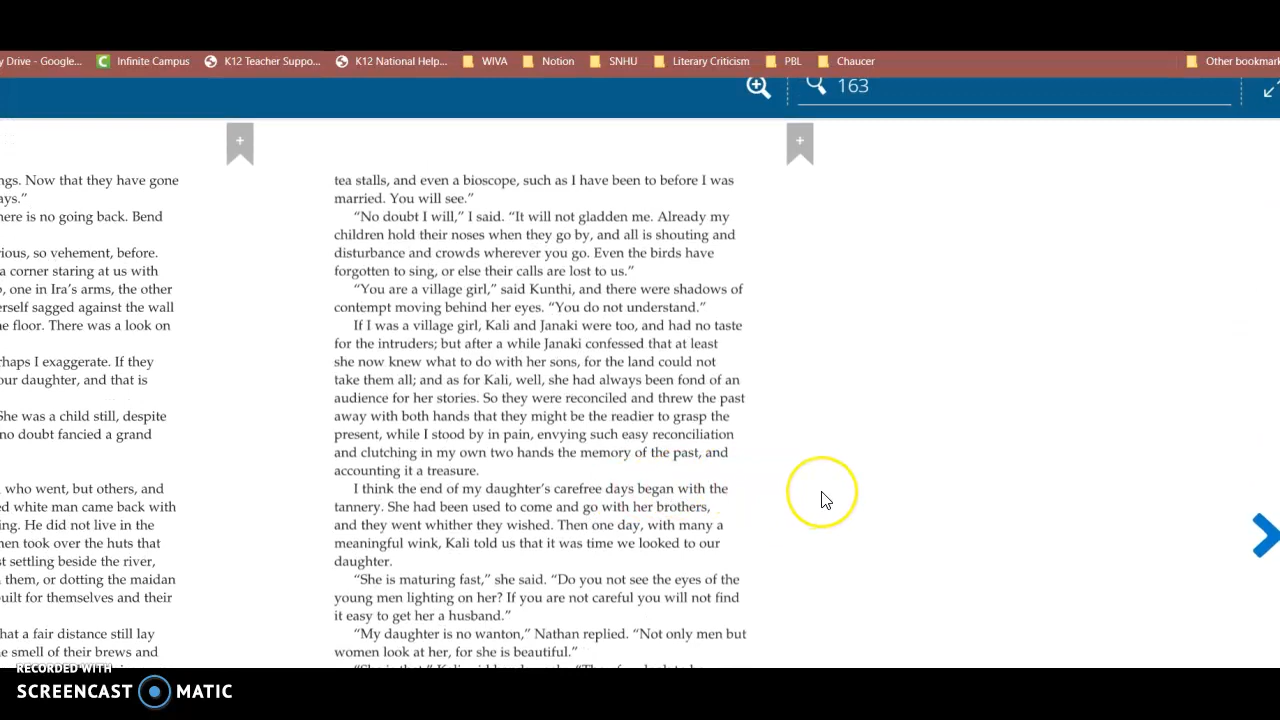 y Drive - Google...
Infinite Campus
K12 Teacher Suppo...
K12 National Help...
WIVA
Notion
SNHU
Literary Criticism
PBL
Chaucer
Other bookmark
163
ngs. Now that they have gone
ays.”
here is no going back. Bend
rious, so vehement, before.
a corner staring at us with
o, one in Ira’s arms, the other
erself sagged against the wall
he floor. There was a look on
rhaps I exaggerate. If they
our daughter, and that is
She was a child still, despite
no doubt fancied a grand
who went, but others, and
ed white man came back with
ing. He did not live in the
hen took over the huts that
st settling beside the river,
them, or dotting the maidan
uilt for themselves and their
hat a fair distance still lay
he smell of their brews and
tea stalls, and even a bioscope, such as I have been to before I was
married. You will see.”
“No doubt I will,” I said. “It will not gladden me. Already my
children hold their noses when they go by, and all is shouting and
disturbance and crowds wherever you go. Even the birds have
forgotten to sing, or else their calls are lost to us.”
“You are a village girl,” said Kunthi, and there were shadows of
contempt moving behind her eyes. “You do not understand.”
If I was a village girl, Kali and Janaki were too, and had no taste
for the intruders; but after a while Janaki confessed that at least
she now knew what to do with her sons, for the land could not
take them all; and as for Kali, well, she had always been fond of an
audience for her stories. So they were reconciled and threw the past
away with both hands that they might be the readier to grasp the
present, while I stood by in pain, envying such easy reconciliation
and clutching in my own two hands the memory of the past, and
accounting it a treasure.
I think the end of my daughter’s carefree days began with the
tannery. She had been used to come and go with her brothers,
and they went whither they wished. Then one day, with many a
meaningful wink, Kali told us that it was time we looked to our
daughter.
“She is maturing fast,” she said. “Do you not see the eyes of the
young men lighting on her? If you are not careful you will not find
it easy to get her a husband.”
“My daughter is no wanton,” Nathan replied. “Not only men but
women look at her, for she is beautiful.”
RECORDED WITH
SCREENCAST MATIC